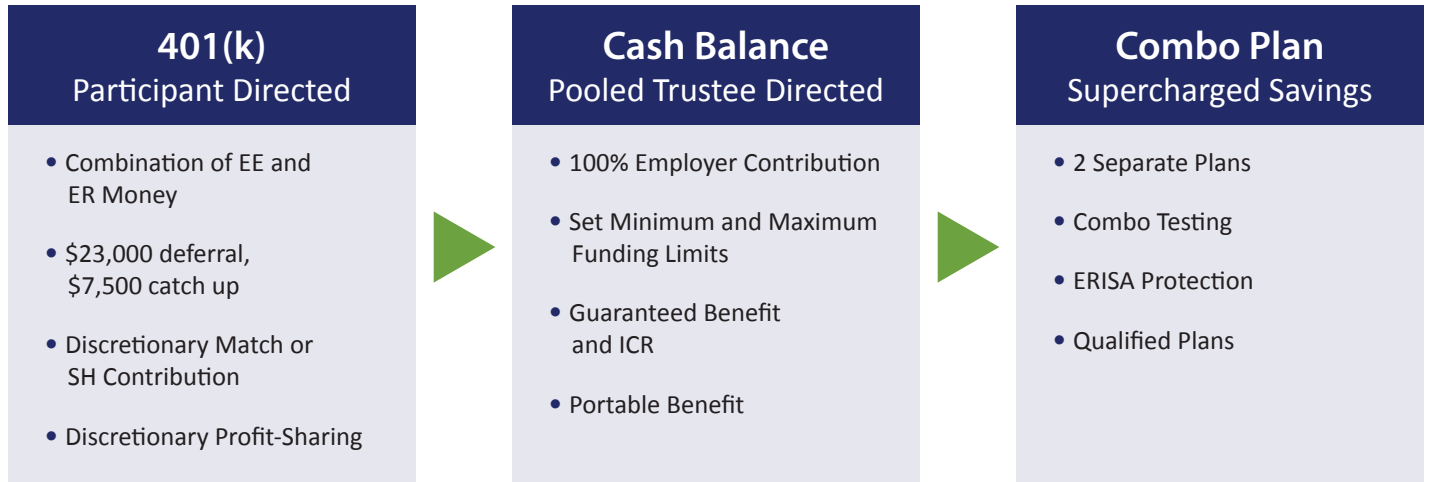 401(k)
Participant Directed
• Combination of EE and
ER Money
• $23,000 deferral,
$7,500 catch up
• Discretionary Match or
SH Contribution
• Discretionary Profit-Sharing
Cash Balance
Pooled Trustee Directed
• 100% Employer Contribution
• Set Minimum and Maximum
Funding Limits
• Guaranteed Benefit
and ICR
• Portable Benefit
Combo Plan
Supercharged Savings
• 2 Separate Plans
• Combo Testing
• ERISA Protection
• Qualified Plans